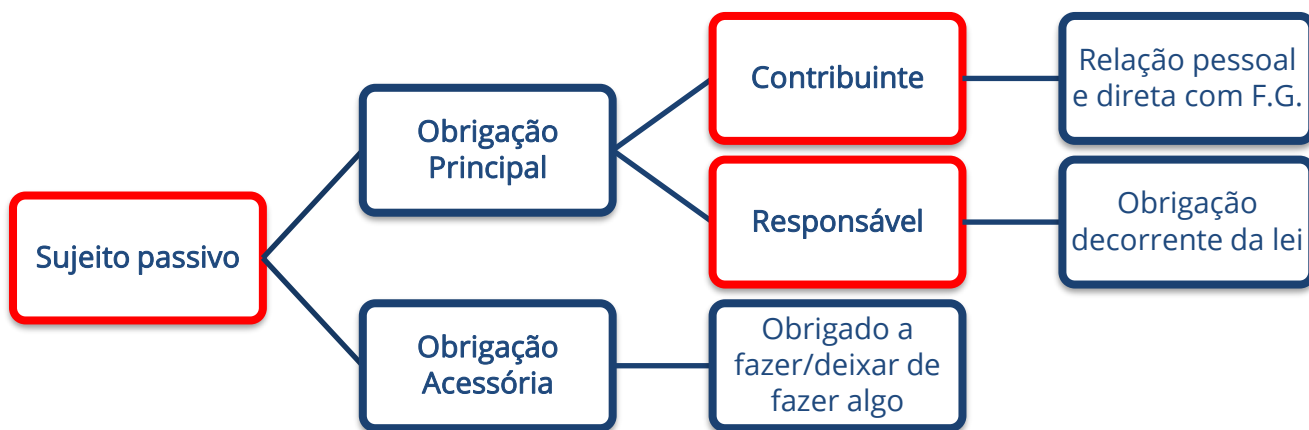 Sujeito passivo
Obrigação
Principal
Contribuinte
Relação pessoal
e direta com F.G.
Responsável
Obrigação
decorrente da lei
Obrigação
Acessória
Obrigado a
fazer/deixar de
fazer algo